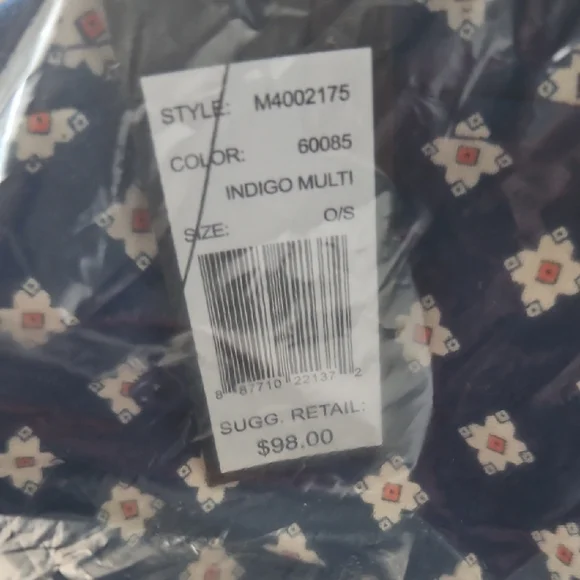 STYLE: M4002175
COLOR: 60085
INDIGO MULTI
SIZE: O/S
8 87710 22137 2
SUGG. RETAIL:
$98.00